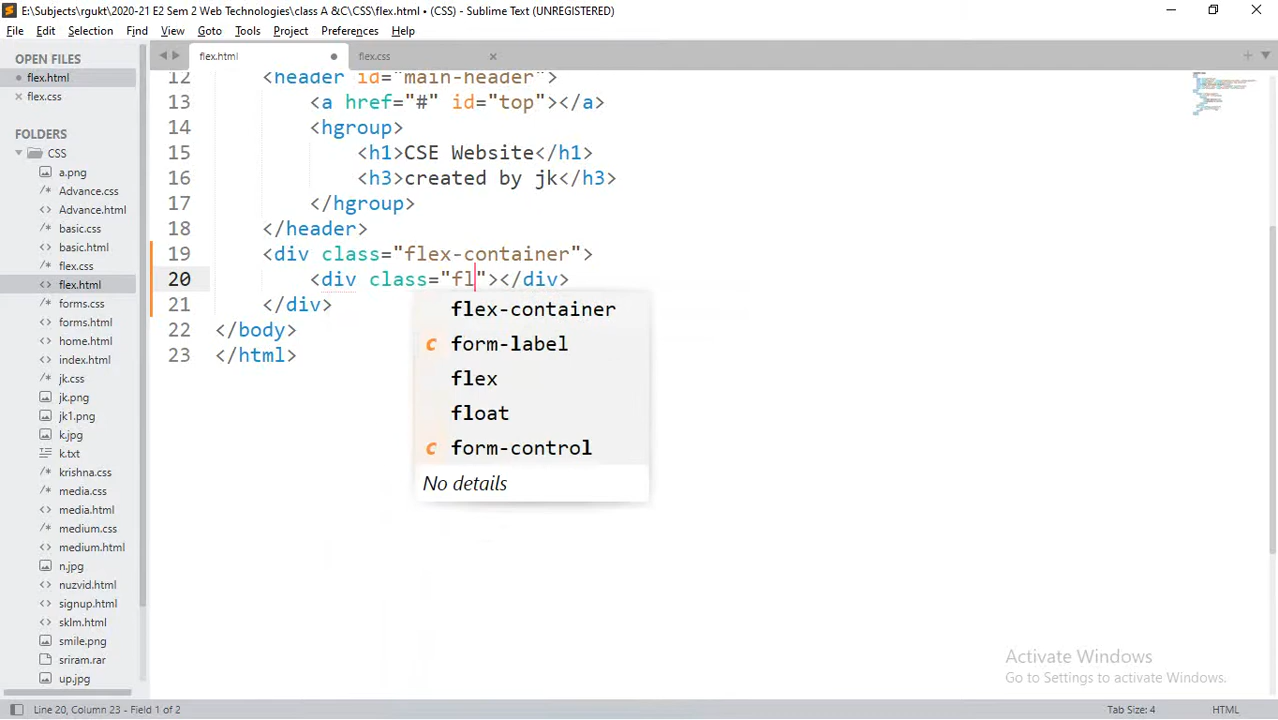 E:\Subjects\rgukt\2020-21 E2 Sem 2 Web Technologies\class A &C\CSS\flex.html • (CSS) - Sublime Text (UNREGISTERED)
File Edit Selection Find View Goto Tools Project Preferences Help
OPEN FILES
flex.html
flex.css
FOLDERS
CSS
a.png
Advance.css
Advance.html
basic.css
basic.html
flex.css
flex.html
forms.css
forms.html
home.html
index.html
jk.css
jk.png
jk1.png
k.jpg
k.txt
krishna.css
media.css
media.html
medium.css
medium.html
n.jpg
nuzvid.html
signup.html
sklm.html
smile.png
sriram.rar
up.jpg
flex.html flex.css
12 <header id="main-header">
13 <a href="#" id="top"></a>
14 <hgroup>
15 <h1>CSE Website</h1>
16 <h3>created by jk</h3>
17 </hgroup>
18 </header>
19 <div class="flex-container">
20 <div class="fl"></div>
21 </div>
22 </body>
23 </html>
flex-container
c form-label
flex
float
c form-control
No details
Activate Windows
Go to Settings to activate Windows.
Line 20, Column 23 - Field 1 of 2 Tab Size: 4 HTML